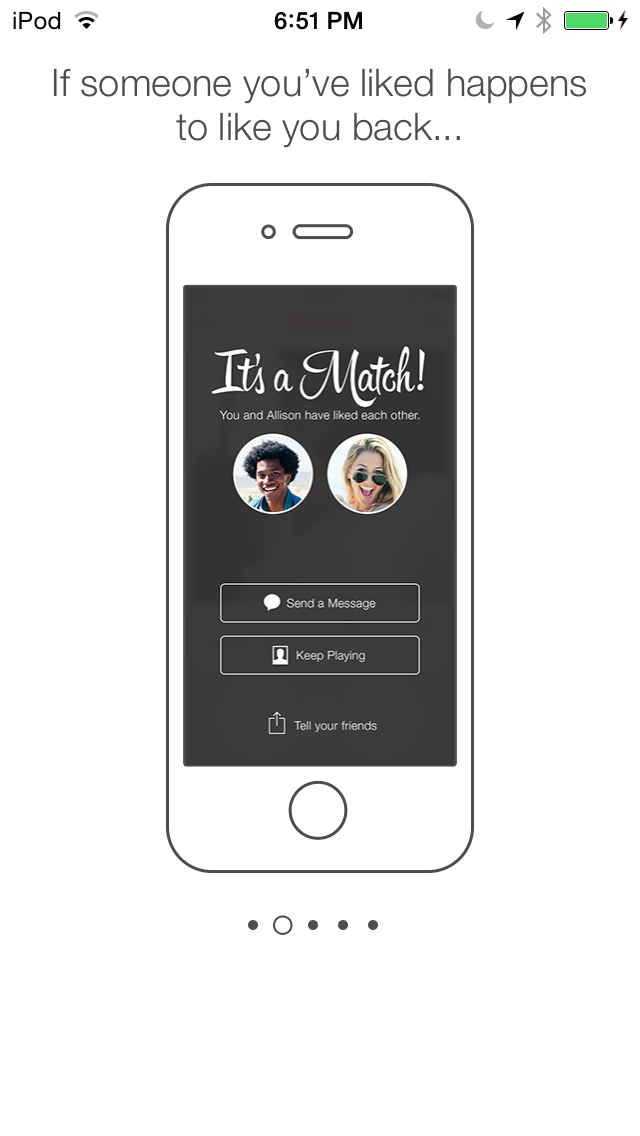 iPod 6:51 PM
If someone you've liked happens
to like you back...
It's a Match!
You and Allison have liked each other.
Send a Message
Keep Playing
Tell your friends